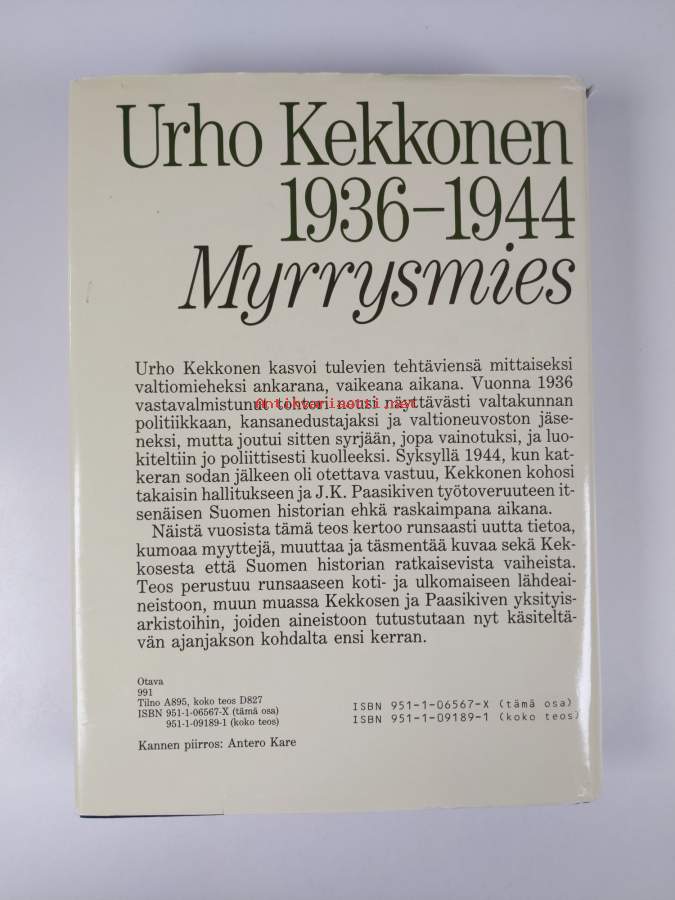 Urho Kekkonen
1936–1944
Myrrysmies
Urho Kekkonen kasvoi tulevien tehtäviensä mittaiseksi
valtiomieheksi ankarana, vaikeana aikana. Vuonna 1936
vastavalmistunut tohtori nousi näyttävästi valtakunnan
Antikvarinetti.net
politiikkaan, kansanedustajaksi ja valtioneuvoston jäse-
neksi, mutta joutui sitten syrjään, jopa vainotuksi, ja luo-
kiteltiin jo poliittisesti kuolleeksi. Syksyllä 1944, kun kat-
keran sodan jälkeen oli otettava vastuu, Kekkonen kohosi
takaisin hallitukseen ja J.K. Paasikiven työtoveruuteen it-
senäisen Suomen historian ehkä raskaimpana aikana.
Näistä vuosista tämä teos kertoo runsaasti uutta tietoa,
kumoaa myyttejä, muuttaa ja täsmentää kuvaa sekä Kek-
kosesta että Suomen historian ratkaisevista vaiheista.
Teos perustuu runsaaseen koti- ja ulkomaiseen lähdeai-
neistoon, muun muassa Kekkosen ja Paasikiven yksityis-
arkistoihin, joiden aineistoon tutustutaan nyt käsiteltä-
vän ajanjakson kohdalta ensi kerran.
Otava
991
Tilno A895, koko teos D827
ISBN 951-1-06567-X (tämä osa)
951-1-09189-1 (koko teos)
ISBN 951-1-06567-X (tämä osa)
ISBN 951-1-09189-1 (koko teos)
Kannen piirros: Antero Kare